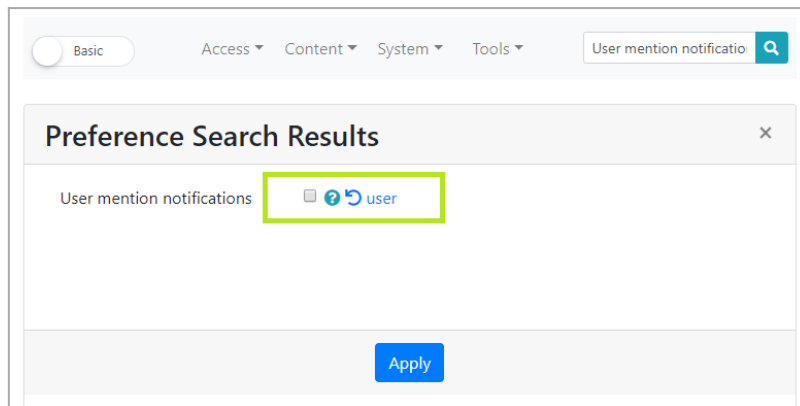 Basic Access Content System Tools User mention notificatio
Preference Search Results ×
User mention notifications ? user
Apply